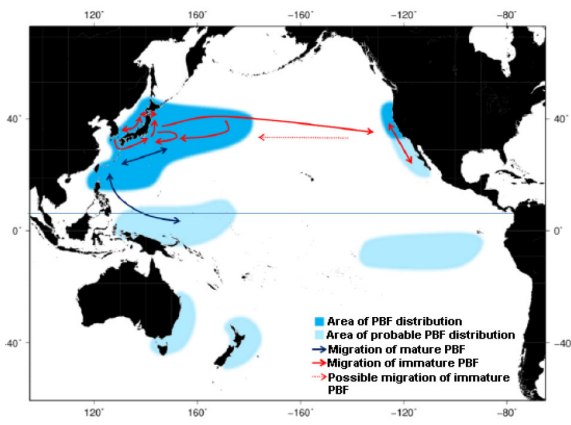 120° 160° −160° −120° −80°
40° 40°
0° 0°
-40° −40°
Area of PBF distribution
Area of probable PBF distribution
Migration of mature PBF
Migration of immature PBF
Possible migration of immature
PBF
120° 160° −160° −120° −80°